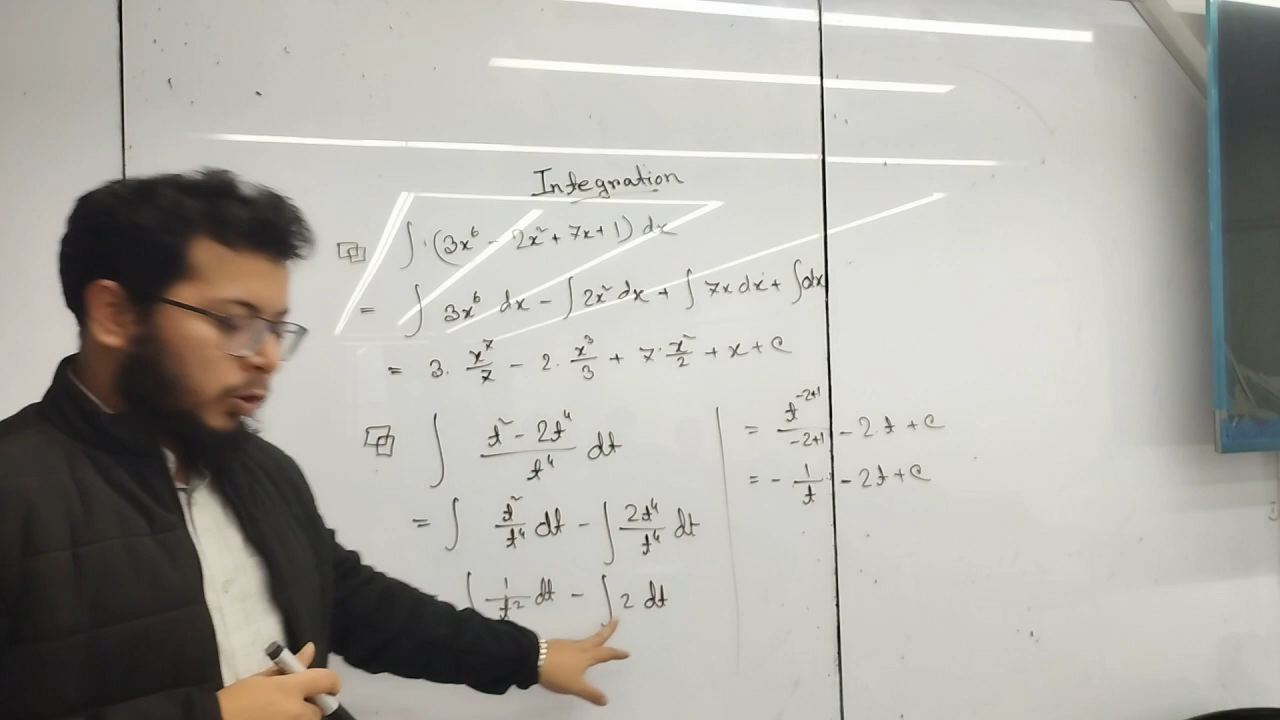 Integration
∫(3x⁶ - 2x² + 7x + 1) dx
= ∫ 3x⁶ dx - ∫ 2x² dx + ∫ 7x dx + ∫dx
= 3. x⁷/7 - 2. x³/3 + 7. x²/2 + x + c
∫ (t² - 2t⁴)/t⁴ dt
= ∫ t²/t⁴ dt - ∫ 2t⁴/t⁴ dt
∫ 1/t² dt - ∫ 2 dt
= t⁻²⁺¹/(-2+1) - 2t + c
= - 1/t - 2t + c